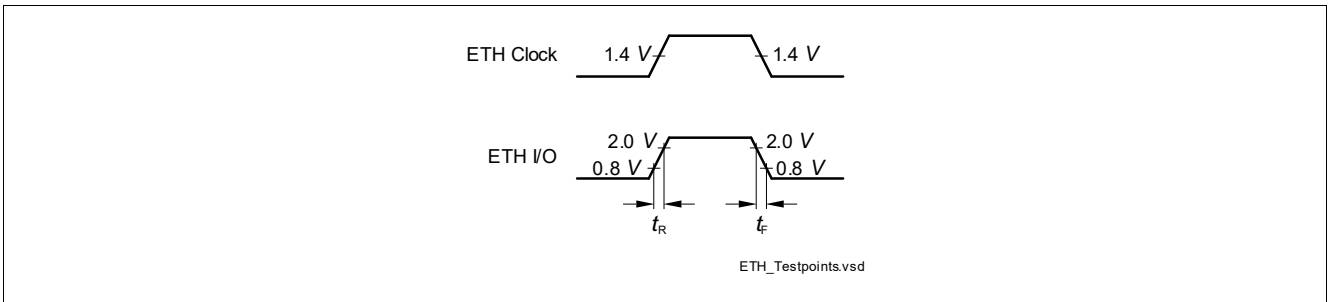 ETH Clock 1.4 V 1.4 V
2.0 V 2.0 V
ETH I/O
0.8 V 0.8 V
tR tF
ETH_Testpoints.vsd